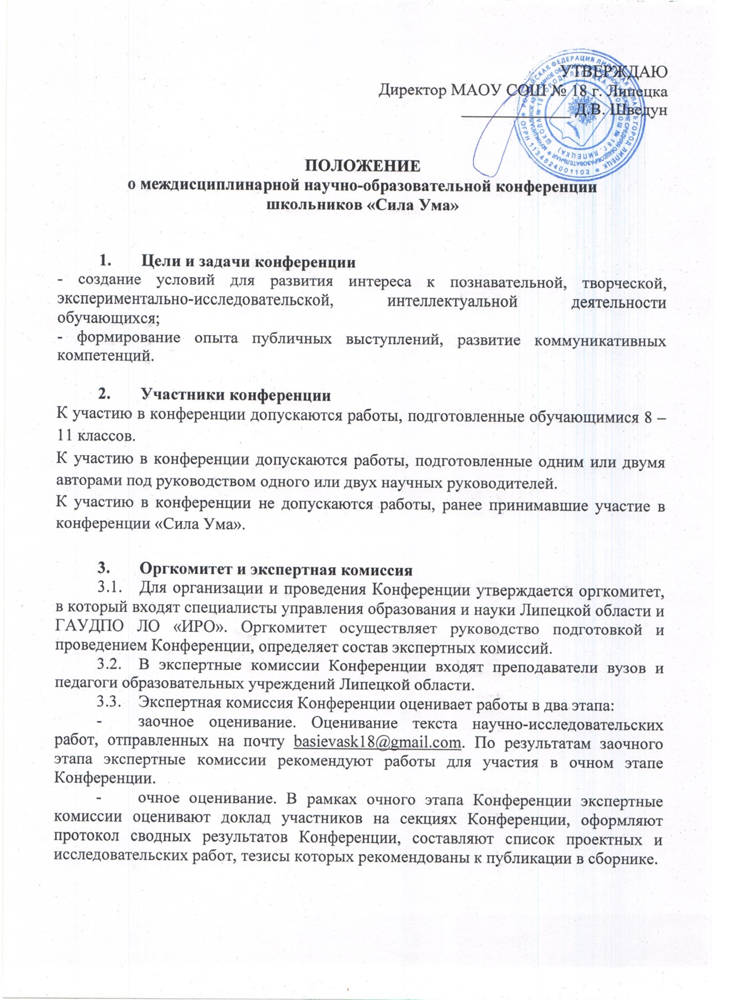 УТВЕРЖДАЮ
Директор МАОУ СОШ № 18 г. Липецка
_____________ Д.В. Шведун
ПОЛОЖЕНИЕ
о междисциплинарной научно-образовательной конференции
школьников «Сила Ума»
1. Цели и задачи конференции
- создание условий для развития интереса к познавательной, творческой,
экспериментально-исследовательской, интеллектуальной деятельности
обучающихся;
- формирование опыта публичных выступлений, развитие коммуникативных
компетенций.
2. Участники конференции
К участию в конференции допускаются работы, подготовленные обучающимися 8 –
11 классов.
К участию в конференции допускаются работы, подготовленные одним или двумя
авторами под руководством одного или двух научных руководителей.
К участию в конференции не допускаются работы, ранее принимавшие участие в
конференции «Сила Ума».
3. Оргкомитет и экспертная комиссия
3.1. Для организации и проведения Конференции утверждается оргкомитет,
в который входят специалисты управления образования и науки Липецкой области и
ГАУДПО ЛО «ИРО». Оргкомитет осуществляет руководство подготовкой и
проведением Конференции, определяет состав экспертных комиссий.
3.2. В экспертные комиссии Конференции входят преподаватели вузов и
педагоги образовательных учреждений Липецкой области.
3.3. Экспертная комиссия Конференции оценивает работы в два этапа:
- заочное оценивание. Оценивание текста научно-исследовательских
работ, отправленных на почту basievask18@gmail.com. По результатам заочного
этапа экспертные комиссии рекомендуют работы для участия в очном этапе
Конференции.
- очное оценивание. В рамках очного этапа Конференции экспертные
комиссии оценивают доклад участников на секциях Конференции, оформляют
протокол сводных результатов Конференции, составляют список проектных и
исследовательских работ, тезисы которых рекомендованы к публикации в сборнике.